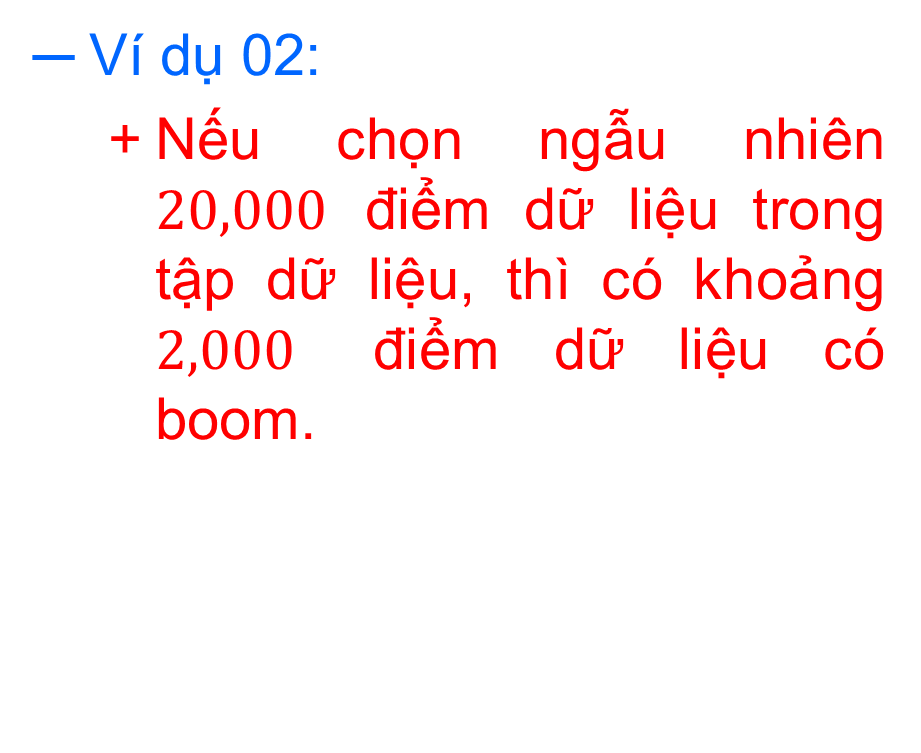 ─ Ví dụ 02:
+ Nếu chọn ngẫu nhiên
20,000 điểm dữ liệu trong
tập dữ liệu, thì có khoảng
2,000 điểm dữ liệu có
boom.